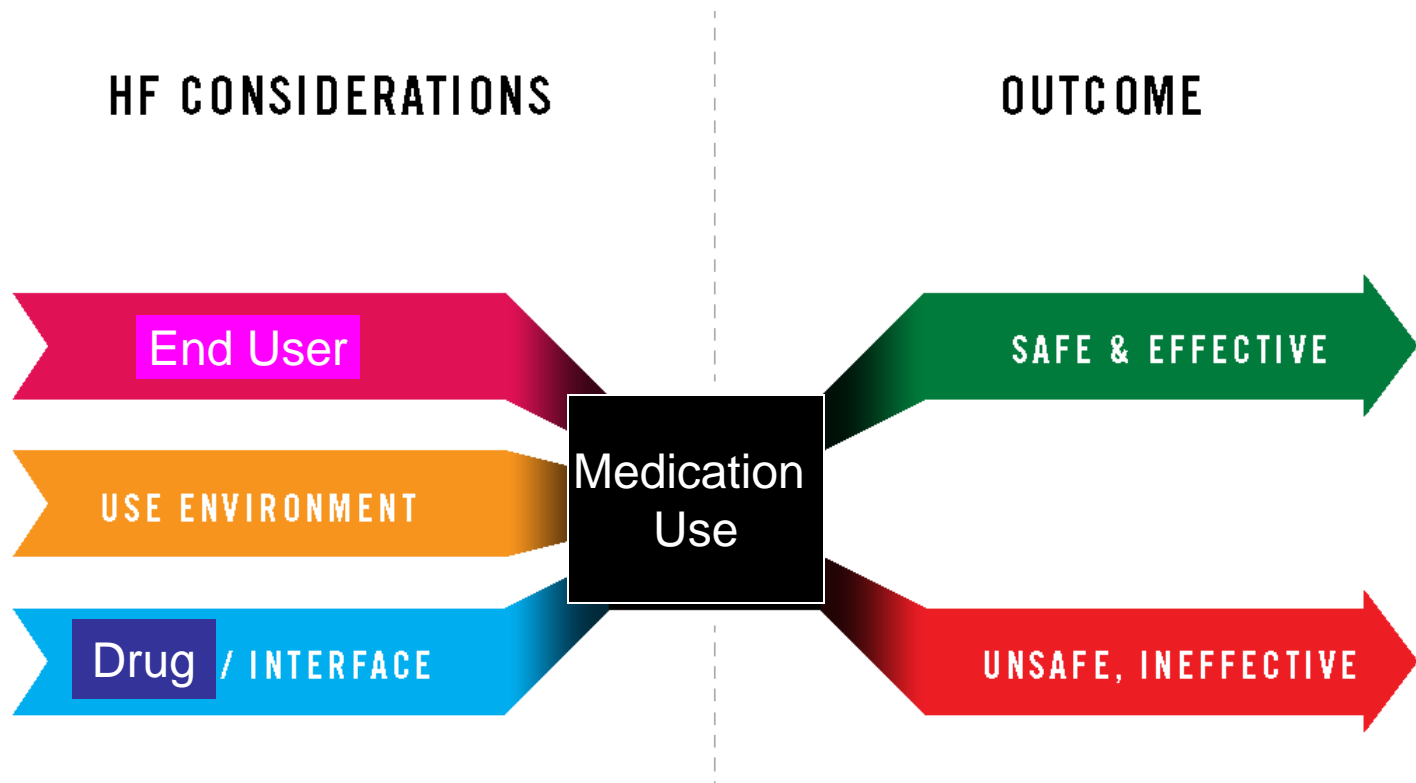 HF CONSIDERATIONS
OUTCOME
End User
USE ENVIRONMENT
Drug / INTERFACE
Medication
Use
SAFE & EFFECTIVE
UNSAFE, INEFFECTIVE